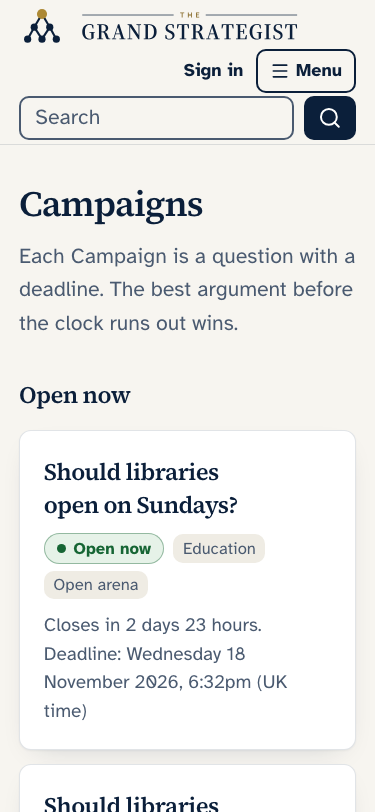 THE
GRAND STRATEGIST
Sign in
Menu
Search
Campaigns
Each Campaign is a question with a
deadline. The best argument before
the clock runs out wins.
Open now
Should libraries
open on Sundays?
Open now
Education
Open arena
Closes in 2 days 23 hours.
Deadline: Wednesday 18
November 2026, 6:32pm (UK
time)
Should libraries